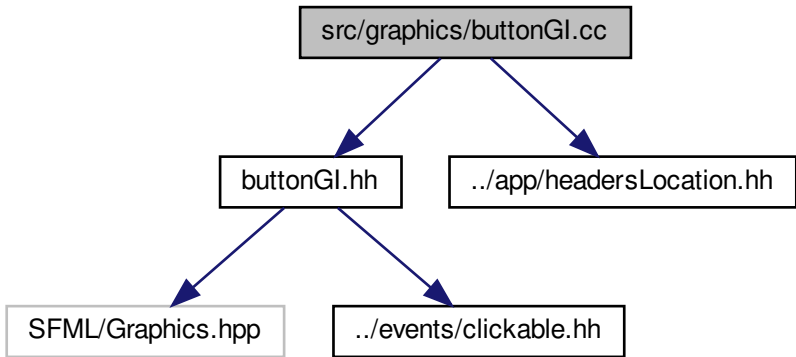 src/graphics/buttonGI.cc
buttonGI.hh
../app/headersLocation.hh
SFML/Graphics.hpp
../events/clickable.hh